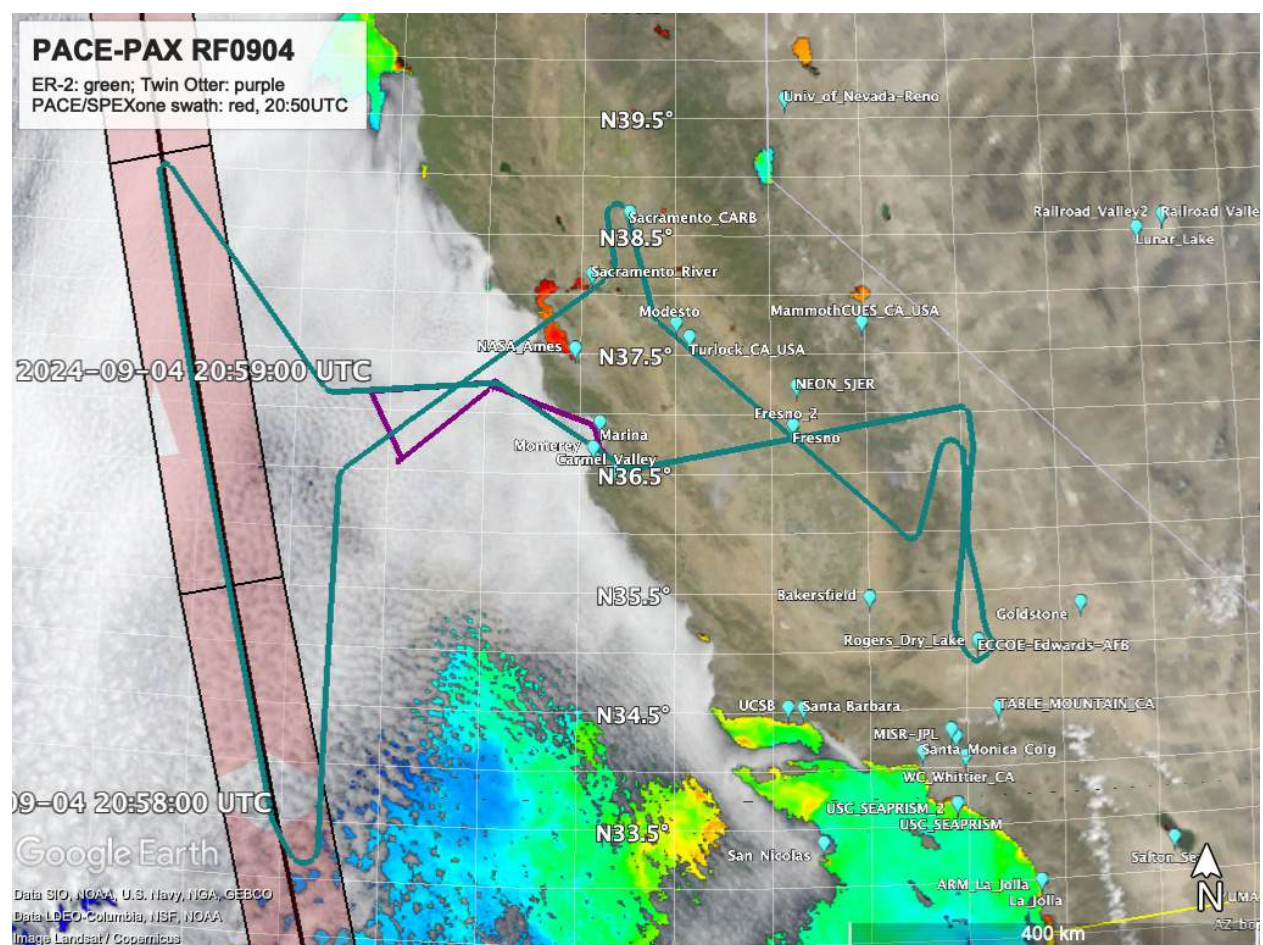 PACE-PAX RF0904
ER-2: green; Twin Otter: purple
PACE/SPEXone swath: red, 20:50UTC
Univ_of_Nevada-Reno
N39.5°
Sacramento_CARB
Railroad_Valley2
Railroad_Valle
N38.5°
Lunar_Lake
Sacramento_River
Modesto
MammothCUES_CA_USA
NASA_Ames
Turlock_CA_USA
N37.5°
2024-09-04 20:59:00 UTC
NEON_SJER
Fresno_2
Marina
Fresno
Monterey
Carmel_Valley
N36.5°
Bakersfield
N35.5°
Goldstone
Rogers_Dry_Lake
ECCOE-Edwards-AFB
UCSB
Santa Barbara
TABLE_MOUNTAIN_CA
N34.5°
MISR-JPL
Santa_Monica_Colg
WC_Whittier_CA
09-04 20:58:00 UTC
USC_SEAPRISM_2
USC_SEAPRISM
N33.5°
Google Earth
San_Nicolas
Salton_Se
ARM_La_Jolla
La_Jolla
Data SIO, NOAA, U.S. Navy, NGA, GEBCO
Data LDEO-Columbia, NSF, NOAA
Image Landsat / Copernicus
N
UMA
AZ_bo
400 km